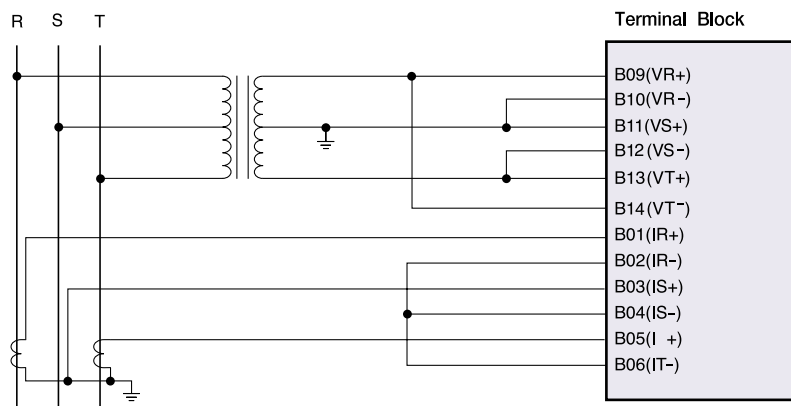 R S T Terminal Block
B09(VR+)
B10(VR-)
B11(VS+)
B12(VS-)
B13(VT+)
B14(VT-)
B01(IR+)
B02(IR-)
B03(IS+)
B04(IS-)
B05(I +)
B06(IT-)